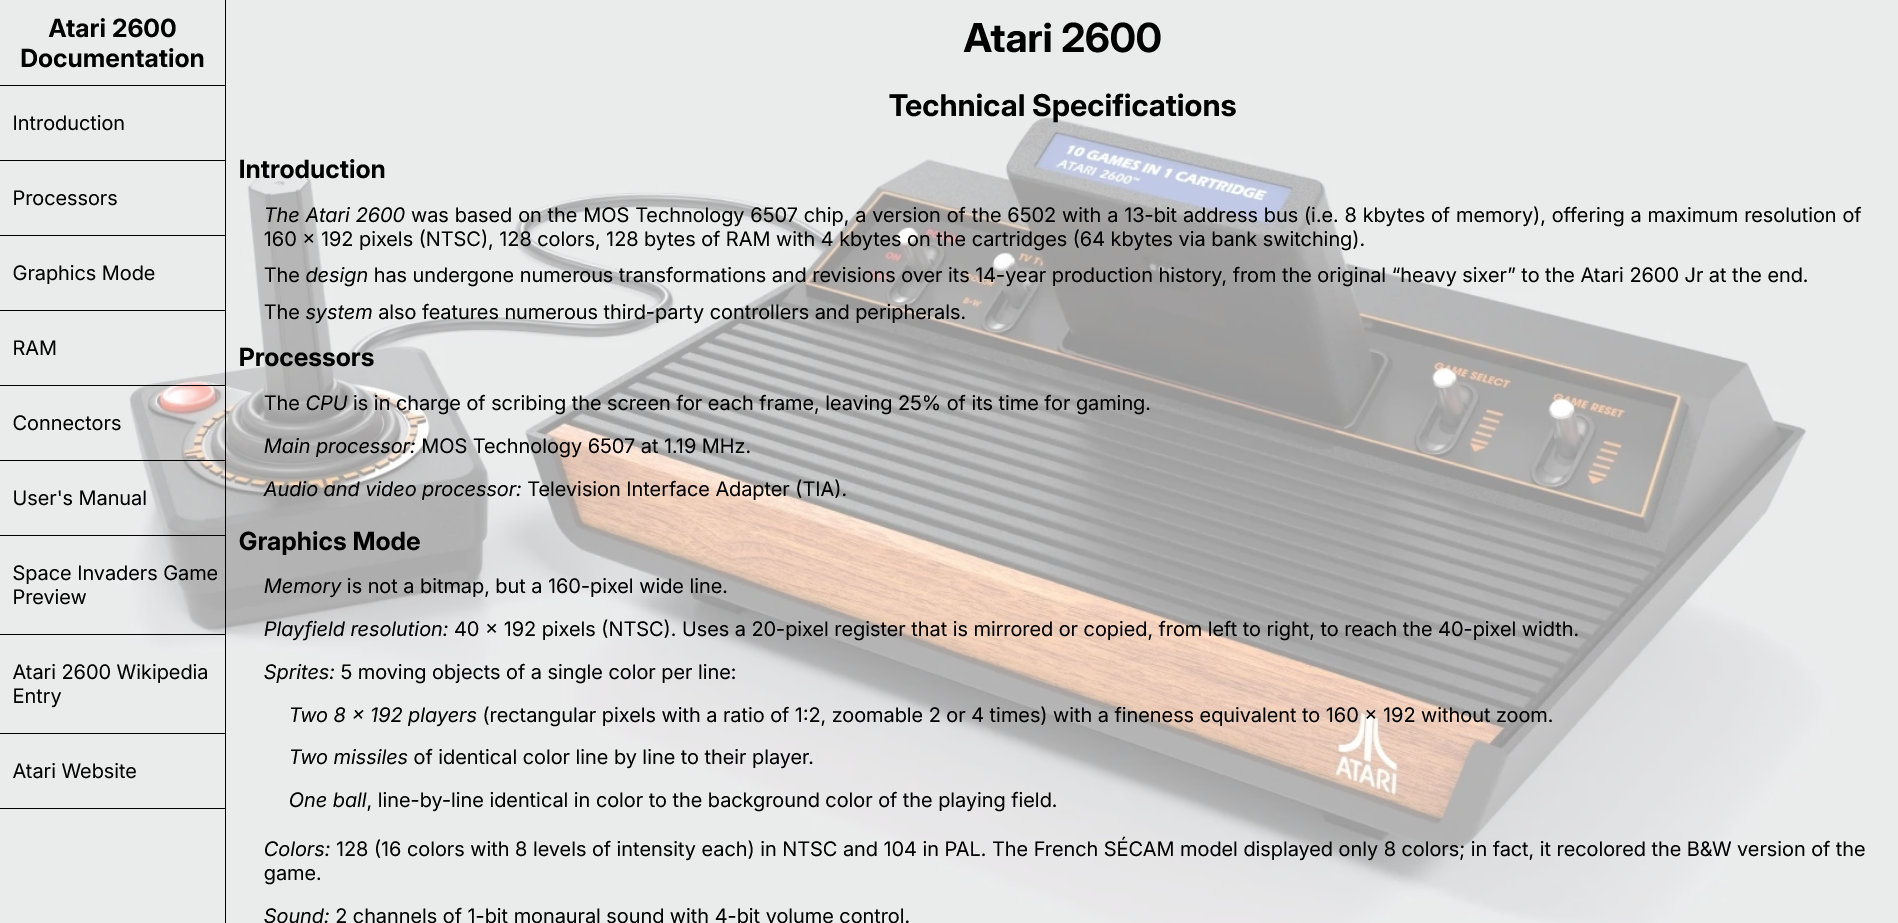 Atari 2600
Documentation
Introduction
Processors
Graphics Mode
RAM
Connectors
User's Manual
Space Invaders Game
Preview
Atari 2600 Wikipedia
Entry
Atari Website
Atari 2600
Technical Specifications
Introduction
The Atari 2600 was based on the MOS Technology 6507 chip, a version of the 6502 with a 13-bit address bus (i.e. 8 kbytes of memory), offering a maximum resolution of
160 × 192 pixels (NTSC), 128 colors, 128 bytes of RAM with 4 kbytes on the cartridges (64 kbytes via bank switching).
The design has undergone numerous transformations and revisions over its 14-year production history, from the original “heavy sixer” to the Atari 2600 Jr at the end.
The system also features numerous third-party controllers and peripherals.
Processors
The CPU is in charge of scribing the screen for each frame, leaving 25% of its time for gaming.
Main processor: MOS Technology 6507 at 1.19 MHz.
Audio and video processor: Television Interface Adapter (TIA).
Graphics Mode
Memory is not a bitmap, but a 160-pixel wide line.
Playfield resolution: 40 × 192 pixels (NTSC). Uses a 20-pixel register that is mirrored or copied, from left to right, to reach the 40-pixel width.
Sprites: 5 moving objects of a single color per line:
Two 8 × 192 players (rectangular pixels with a ratio of 1:2, zoomable 2 or 4 times) with a fineness equivalent to 160 × 192 without zoom.
Two missiles of identical color line by line to their player.
One ball, line-by-line identical in color to the background color of the playing field.
Colors: 128 (16 colors with 8 levels of intensity each) in NTSC and 104 in PAL. The French SÉCAM model displayed only 8 colors; in fact, it recolored the B&W version of the
game.
Sound: 2 channels of 1-bit monaural sound with 4-bit volume control.
10 GAMES IN 1 CARTRIDGE
ATARI 2600™
ON
TV
B-W
GAME SELECT
GAME RESET
ATARI